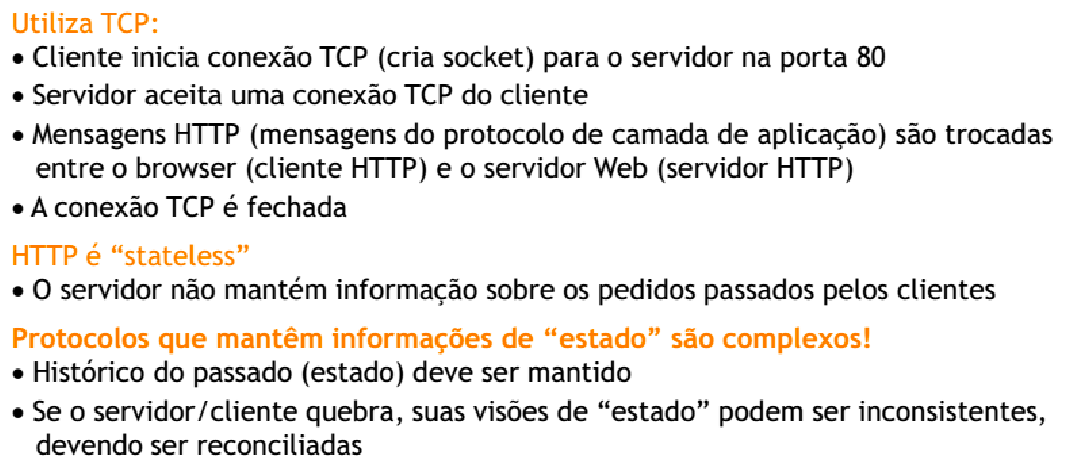 Utiliza TCP:
• Cliente inicia conexão TCP (cria socket) para o servidor na porta 80
• Servidor aceita uma conexão TCP do cliente
• Mensagens HTTP (mensagens do protocolo de camada de aplicação) são trocadas
entre o browser (cliente HTTP) e o servidor Web (servidor HTTP)
• A conexão TCP é fechada
HTTP é “stateless”
• O servidor não mantém informação sobre os pedidos passados pelos clientes
Protocolos que mantêm informações de “estado” são complexos!
• Histórico do passado (estado) deve ser mantido
• Se o servidor/cliente quebra, suas visões de “estado” podem ser inconsistentes,
devendo ser reconciliadas